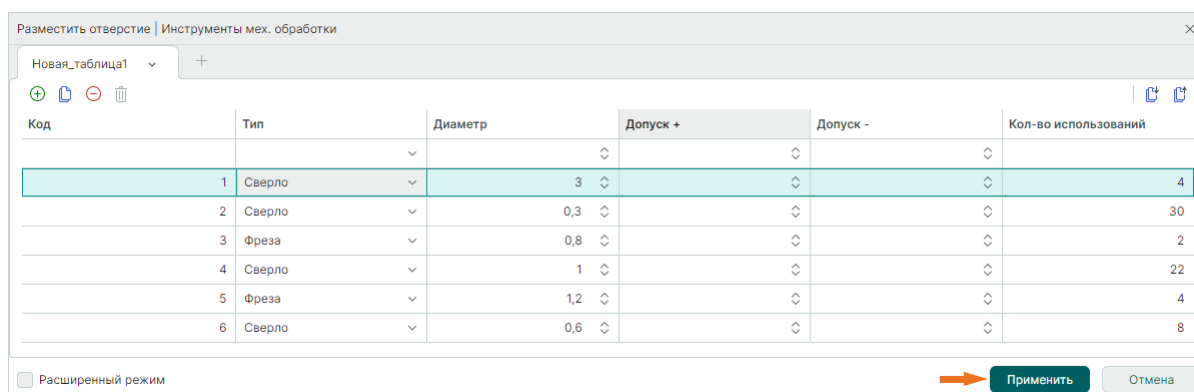 Разместить отверстие | Инструменты мех. обработки
Новая_таблица1
Код Тип Диаметр Допуск + Допуск - Кол-во использований
1 Сверло 3 4
2 Сверло 0,3 30
3 Фреза 0,8 2
4 Сверло 1 22
5 Фреза 1,2 4
6 Сверло 0,6 8
Расширенный режим Применить Отмена